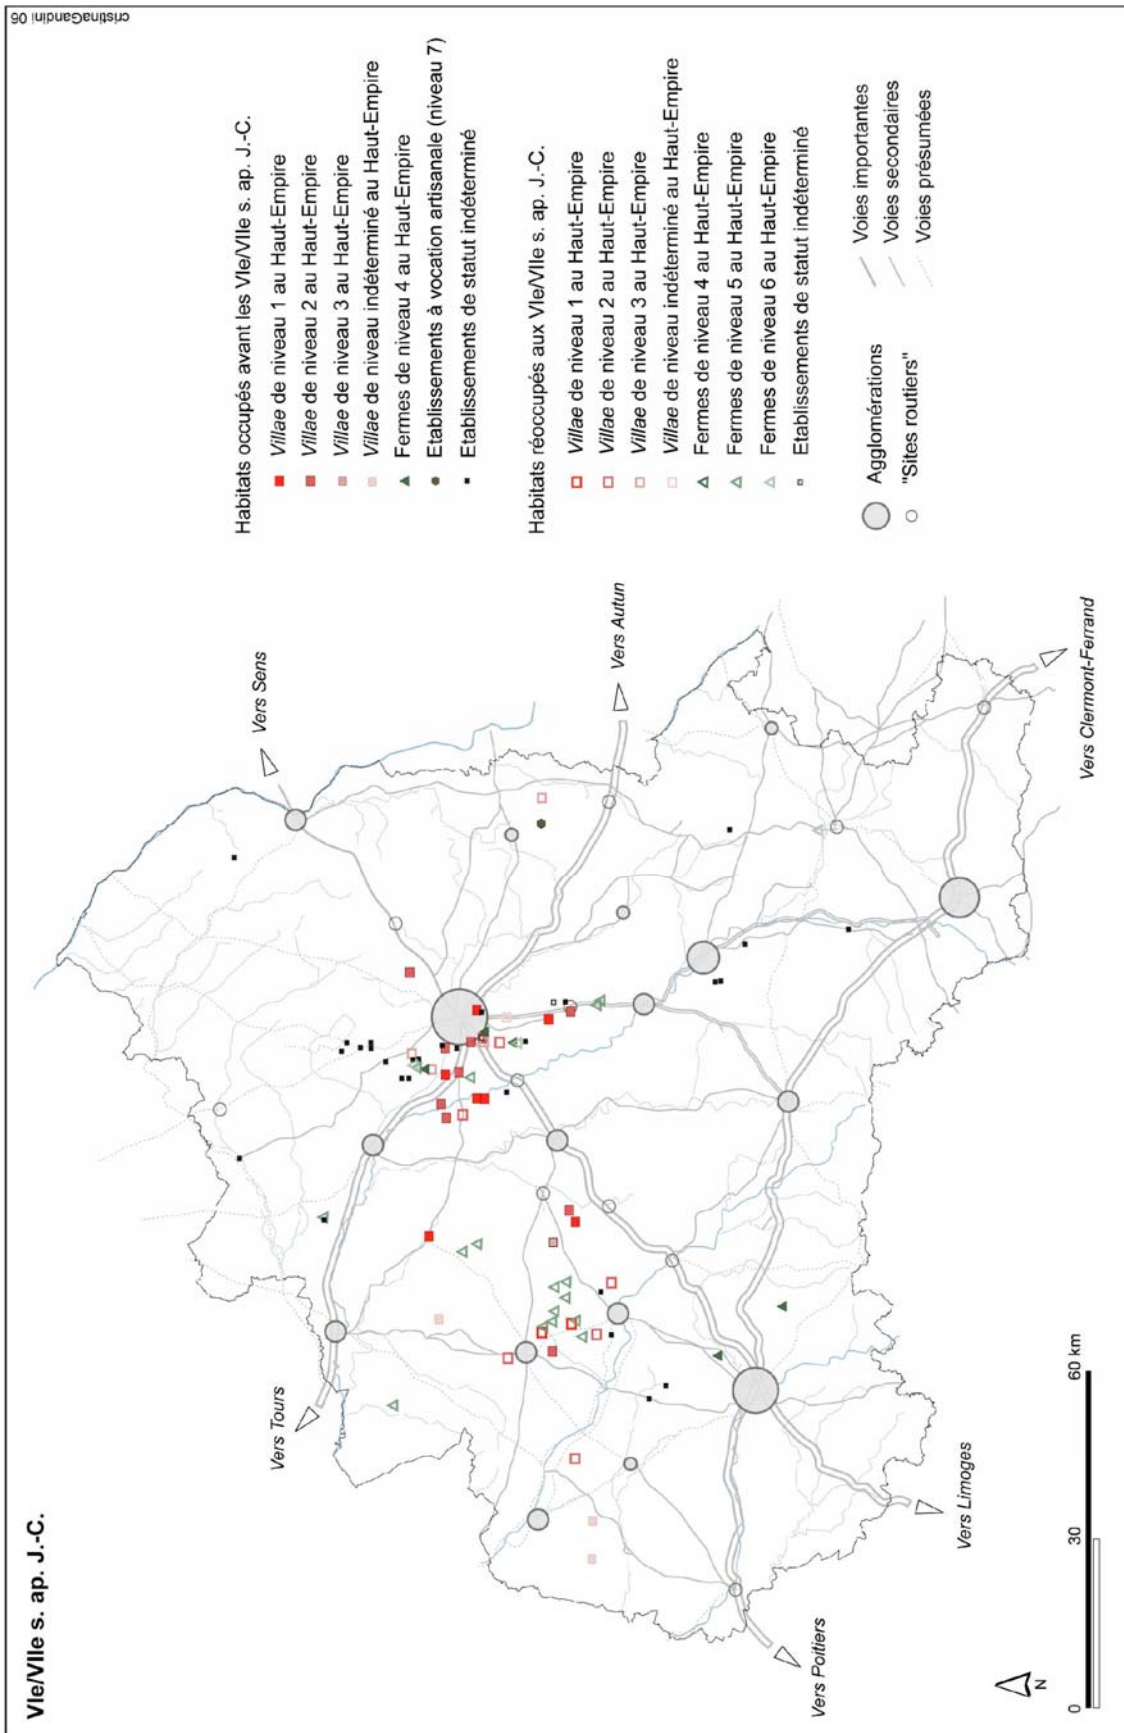 VIe/VIIe s. ap. J.-C.
cristinaGandini 06
Vers Sens
Vers Tours
Vers Autun
Vers Poitiers
Vers Limoges
Vers Clermont-Ferrand
0 30 60 km
N
Habitats occupés avant les VIe/VIIe s. ap. J.-C.
Villae de niveau 1 au Haut-Empire
Villae de niveau 2 au Haut-Empire
Villae de niveau 3 au Haut-Empire
Villae de niveau indéterminé au Haut-Empire
Fermes de niveau 4 au Haut-Empire
Etablissements à vocation artisanale (niveau 7)
Etablissements de statut indéterminé
Habitats réoccupés aux VIe/VIIe s. ap. J.-C.
Villae de niveau 1 au Haut-Empire
Villae de niveau 2 au Haut-Empire
Villae de niveau 3 au Haut-Empire
Villae de niveau indéterminé au Haut-Empire
Fermes de niveau 4 au Haut-Empire
Fermes de niveau 5 au Haut-Empire
Fermes de niveau 6 au Haut-Empire
Etablissements de statut indéterminé
Agglomérations
"Sites routiers"
Voies importantes
Voies secondaires
Voies présumées